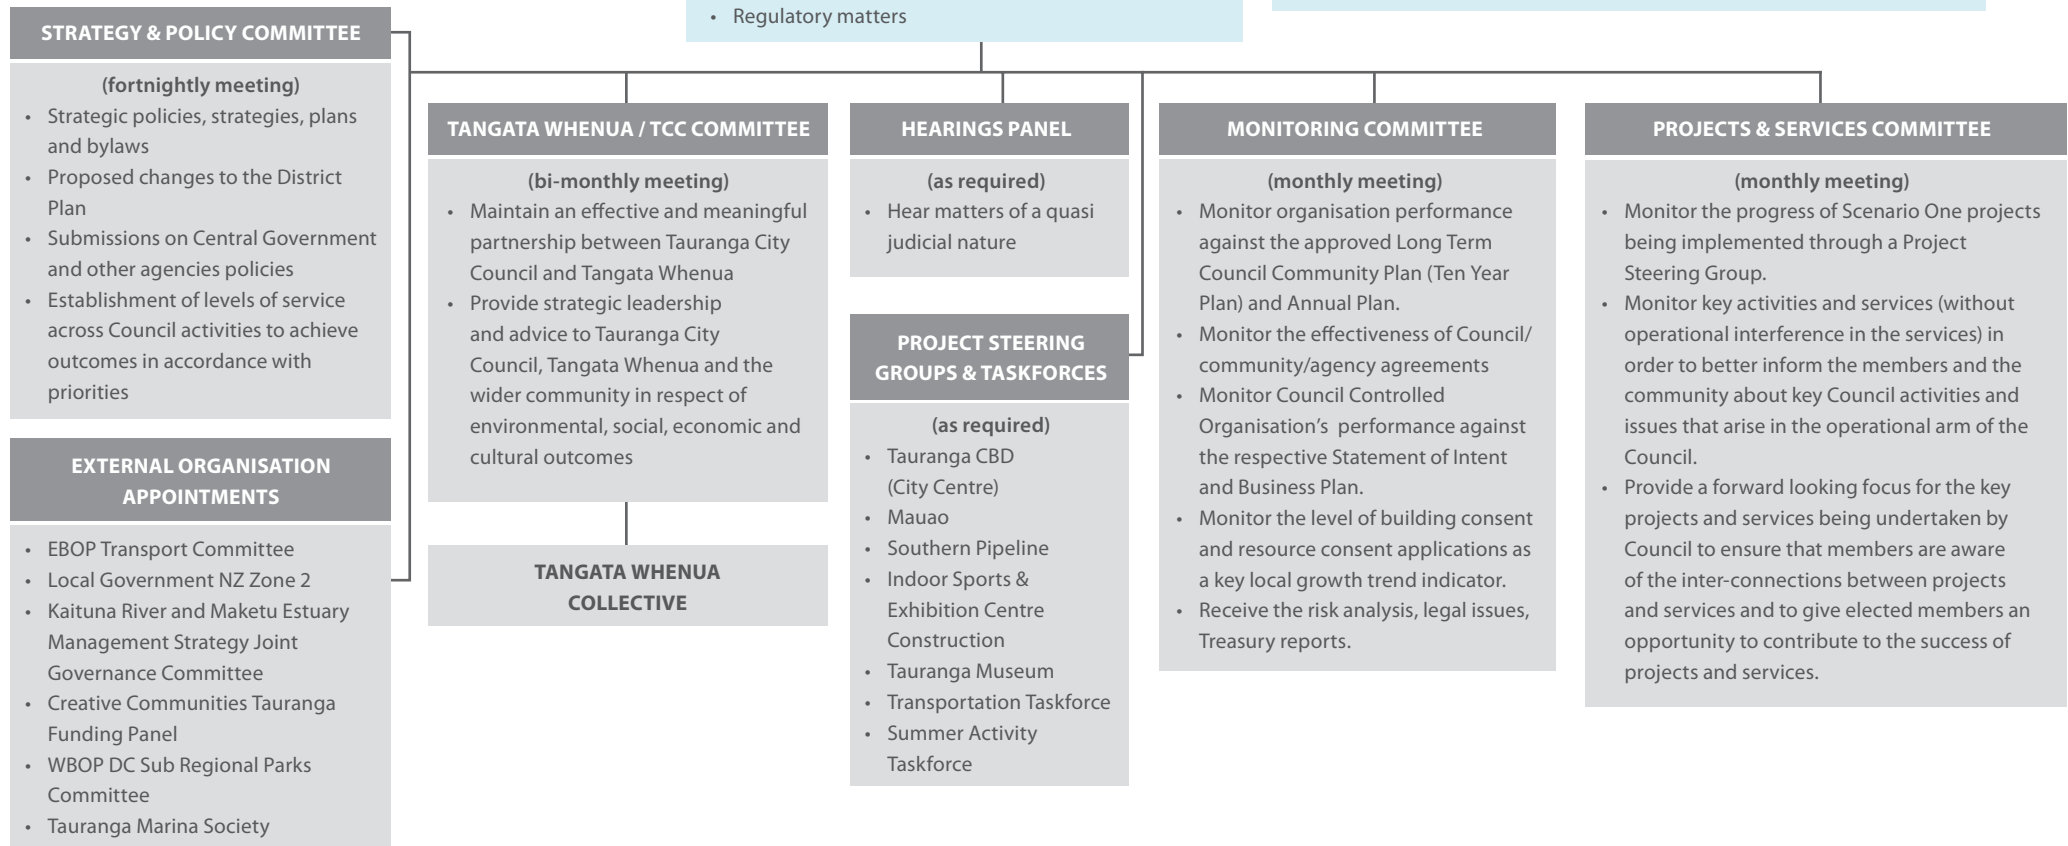 • Regulatory matters
STRATEGY & POLICY COMMITTEE
(fortnightly meeting)
• Strategic policies, strategies, plans
and bylaws
• Proposed changes to the District
Plan
• Submissions on Central Government
and other agencies policies
• Establishment of levels of service
across Council activities to achieve
outcomes in accordance with
priorities
EXTERNAL ORGANISATION
APPOINTMENTS
• EBOP Transport Committee
• Local Government NZ Zone 2
• Kaituna River and Maketu Estuary
Management Strategy Joint
Governance Committee
• Creative Communities Tauranga
Funding Panel
• WBOP DC Sub Regional Parks
Committee
• Tauranga Marina Society
TANGATA WHENUA / TCC COMMITTEE
(bi-monthly meeting)
• Maintain an effective and meaningful
partnership between Tauranga City
Council and Tangata Whenua
• Provide strategic leadership
and advice to Tauranga City
Council, Tangata Whenua and the
wider community in respect of
environmental, social, economic and
cultural outcomes
TANGATA WHENUA
COLLECTIVE
HEARINGS PANEL
(as required)
• Hear matters of a quasi
judicial nature
PROJECT STEERING
GROUPS & TASKFORCES
(as required)
• Tauranga CBD
(City Centre)
• Mauao
• Southern Pipeline
• Indoor Sports &
Exhibition Centre
Construction
• Tauranga Museum
• Transportation Taskforce
• Summer Activity
Taskforce
MONITORING COMMITTEE
(monthly meeting)
• Monitor organisation performance
against the approved Long Term
Council Community Plan (Ten Year
Plan) and Annual Plan.
• Monitor the effectiveness of Council/
community/agency agreements
• Monitor Council Controlled
Organisation's performance against
the respective Statement of Intent
and Business Plan.
• Monitor the level of building consent
and resource consent applications as
a key local growth trend indicator.
• Receive the risk analysis, legal issues,
Treasury reports.
PROJECTS & SERVICES COMMITTEE
(monthly meeting)
• Monitor the progress of Scenario One projects
being implemented through a Project
Steering Group.
• Monitor key activities and services (without
operational interference in the services) in
order to better inform the members and the
community about key Council activities and
issues that arise in the operational arm of the
Council.
• Provide a forward looking focus for the key
projects and services being undertaken by
Council to ensure that members are aware
of the inter-connections between projects
and services and to give elected members an
opportunity to contribute to the success of
projects and services.